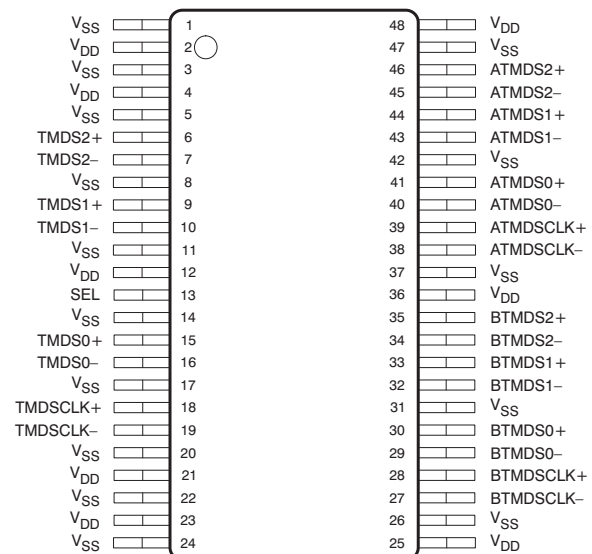 VSS 1 48 VDD
VDD 2 47 VSS
VSS 3 46 ATMDS2+
VDD 4 45 ATMDS2−
VSS 5 44 ATMDS1+
TMDS2+ 6 43 ATMDS1−
TMDS2− 7 42 VSS
VSS 8 41 ATMDS0+
TMDS1+ 9 40 ATMDS0−
TMDS1− 10 39 ATMDSCLK+
VSS 11 38 ATMDSCLK−
VDD 12 37 VSS
SEL 13 36 VDD
VSS 14 35 BTMDS2+
TMDS0+ 15 34 BTMDS2−
TMDS0− 16 33 BTMDS1+
VSS 17 32 BTMDS1−
TMDSCLK+ 18 31 VSS
TMDSCLK− 19 30 BTMDS0+
VSS 20 29 BTMDS0−
VDD 21 28 BTMDSCLK+
VSS 22 27 BTMDSCLK−
VDD 23 26 VSS
VSS 24 25 VDD